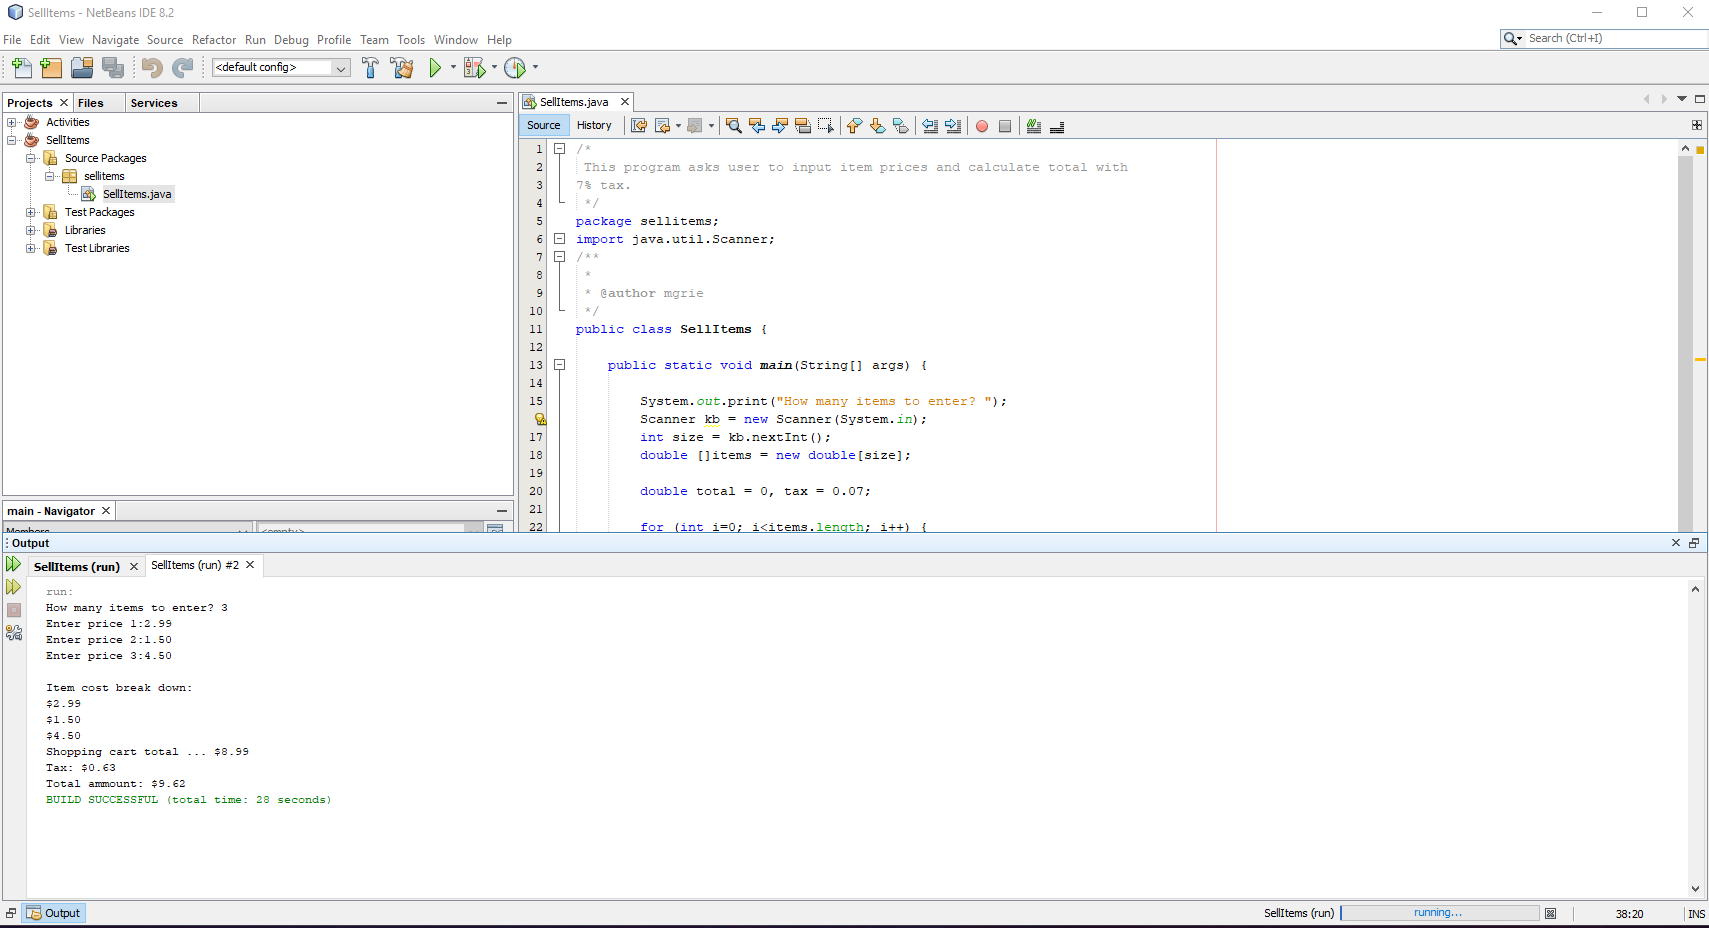 SellItems - NetBeans IDE 8.2
File Edit View Navigate Source Refactor Run Debug Profile Team Tools Window Help
Search (Ctrl+I)
<default config>
Projects Files Services
Activities
SellItems
Source Packages
sellitems
SellItems.java
Test Packages
Libraries
Test Libraries
main - Navigator
Members
<empty>
SellItems.java
Source History
1 /*
2 This program asks user to input item prices and calculate total with
3 7% tax.
4 */
5 package sellitems;
6 import java.util.Scanner;
7 /**
8 *
9 * @author mgrie
10 */
11 public class SellItems {
12
13 public static void main(String[] args) {
14
15 System.out.print("How many items to enter? ");
Scanner kb = new Scanner(System.in);
17 int size = kb.nextInt();
18 double []items = new double[size];
19
20 double total = 0, tax = 0.07;
21
22 for (int i=0; i<items.length; i++) {
Output
SellItems (run) SellItems (run) #2
run:
How many items to enter? 3
Enter price 1:2.99
Enter price 2:1.50
Enter price 3:4.50
Item cost break down:
$2.99
$1.50
$4.50
Shopping cart total ... $8.99
Tax: $0.63
Total ammount: $9.62
BUILD SUCCESSFUL (total time: 28 seconds)
Output
SellItems (run) running... 38:20 INS